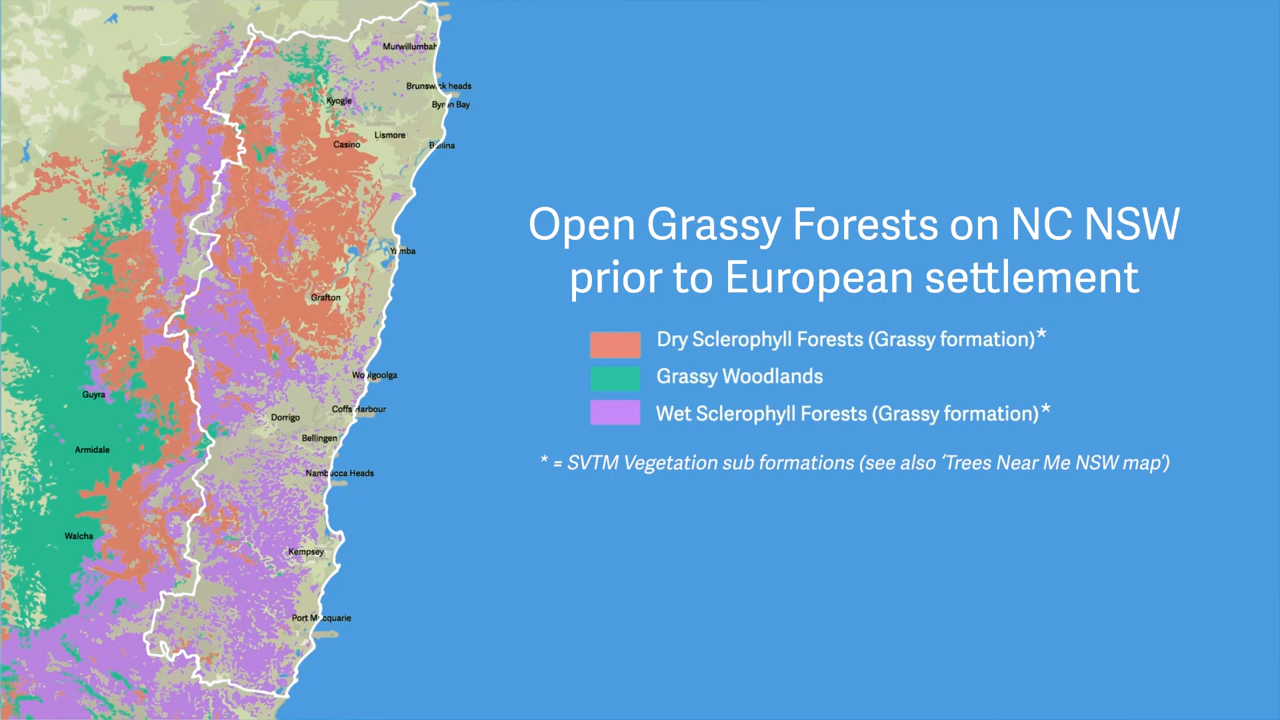 Open Grassy Forests on NC NSW
prior to European settlement
Dry Sclerophyll Forests (Grassy formation)*
Grassy Woodlands
Wet Sclerophyll Forests (Grassy formation)*
* = SVTM Vegetation sub formations (see also ‘Trees Near Me NSW map’)
Murwillumbah
Brunswick heads
Kyogle
Byron Bay
Lismore
Casino
Ballina
Yamba
Grafton
Woolgoolga
Guyra
Coffs Harbour
Dorrigo
Bellingen
Armidale
Nambucca Heads
Walcha
Kempsey
Port Macquarie